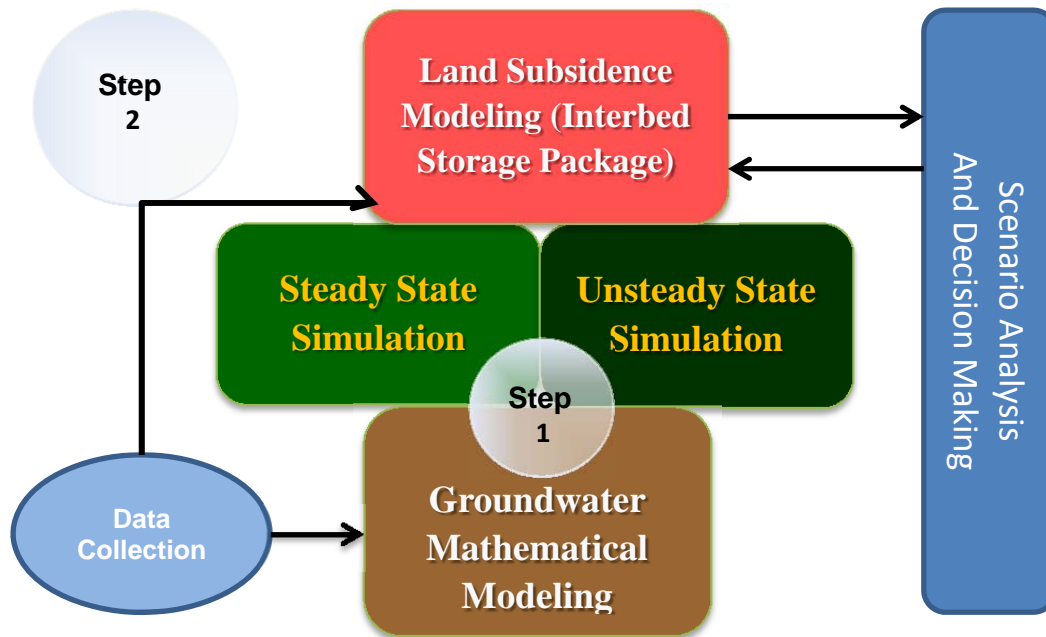 Step
2
Land Subsidence
Modeling (Interbed
Storage Package)
Steady State
Simulation
Unsteady State
Simulation
Step
1
Groundwater
Mathematical
Modeling
Data
Collection
Scenario Analysis
And Decision Making